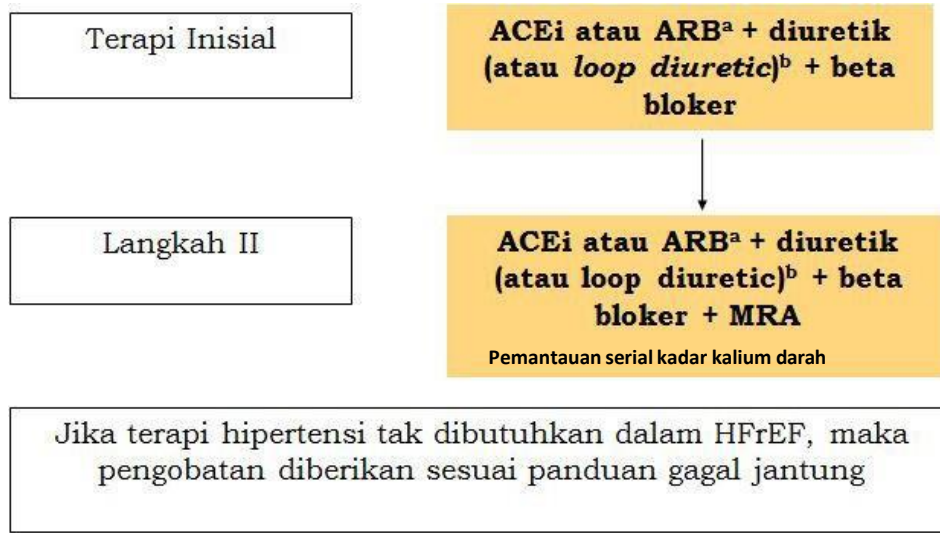 Terapi Inisial
ACEi atau ARBᵃ + diuretik
(atau loop diuretic)ᵇ + beta
bloker
Langkah II
ACEi atau ARBᵃ + diuretik
(atau loop diuretic)ᵇ + beta
bloker + MRA
Pemantauan serial kadar kalium darah
Jika terapi hipertensi tak dibutuhkan dalam HFrEF, maka
pengobatan diberikan sesuai panduan gagal jantung